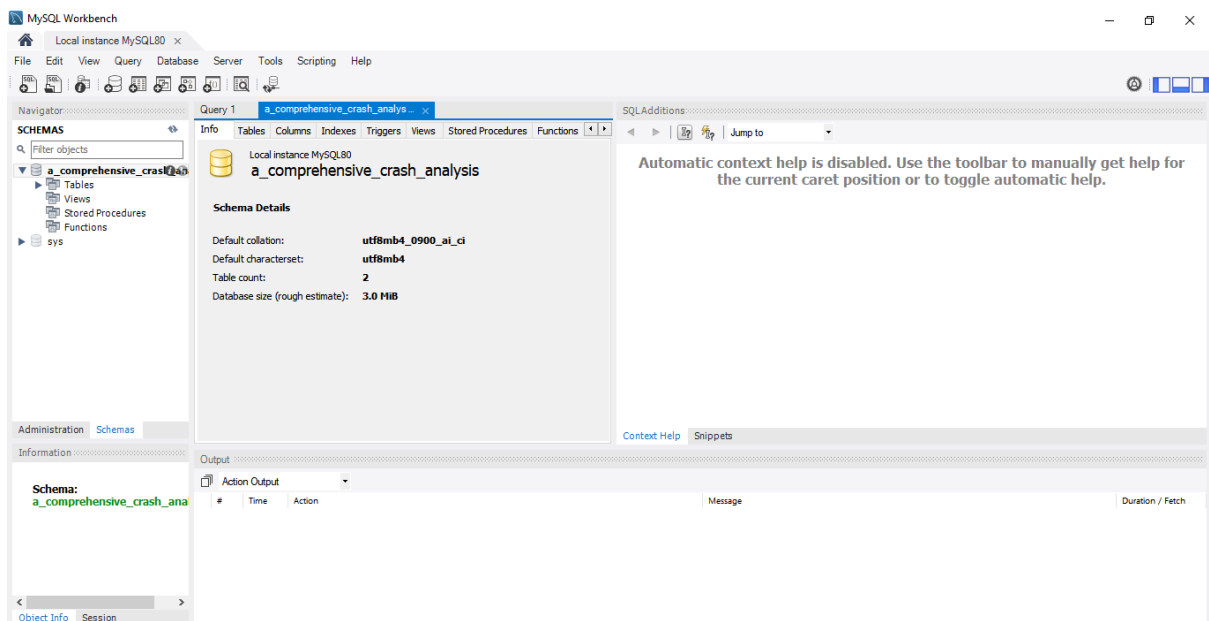 MySQL Workbench
Local instance MySQL80
File Edit View Query Database Server Tools Scripting Help
Navigator
SCHEMAS
Filter objects
a_comprehensive_crash
Tables
Views
Stored Procedures
Functions
sys
Administration Schemas
Information
Schema:
a_comprehensive_crash_ana
Object Info Session
Query 1 a_comprehensive_crash_analys...
Info Tables Columns Indexes Triggers Views Stored Procedures Functions
Local instance MySQL80
a_comprehensive_crash_analysis
Schema Details
Default collation: utf8mb4_0900_ai_ci
Default characterset: utf8mb4
Table count: 2
Database size (rough estimate): 3.0 MiB
SQLAdditions
Jump to
Automatic context help is disabled. Use the toolbar to manually get help for
the current caret position or to toggle automatic help.
Context Help Snippets
Output
Action Output
# Time Action Message Duration / Fetch